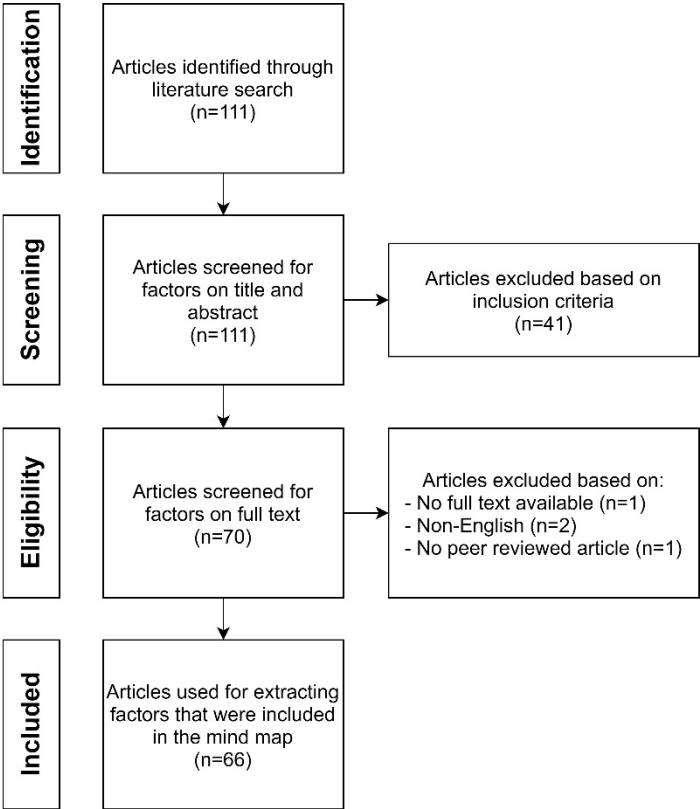 Identification
Articles identified through
literature search
(n=111)
Screening
Articles screened for
factors on title and
abstract
(n=111)
Articles excluded based on
inclusion criteria
(n=41)
Eligibility
Articles screened for
factors on full text
(n=70)
Articles excluded based on:
- No full text available (n=1)
- Non-English (n=2)
- No peer reviewed article (n=1)
Included
Articles used for extracting
factors that were included
in the mind map
(n=66)